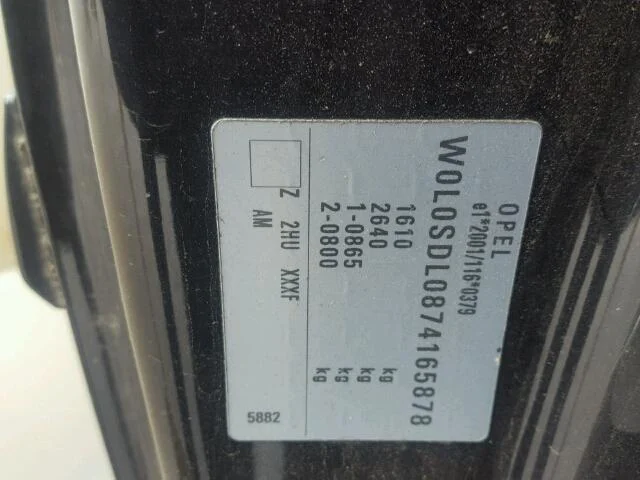 OPEL
e1*2001/116*0379
W0L0SDL0874165878
1610 kg
2640 kg
1-0865 kg
2-0800 kg
Z 2HU XXXF
AM
5882